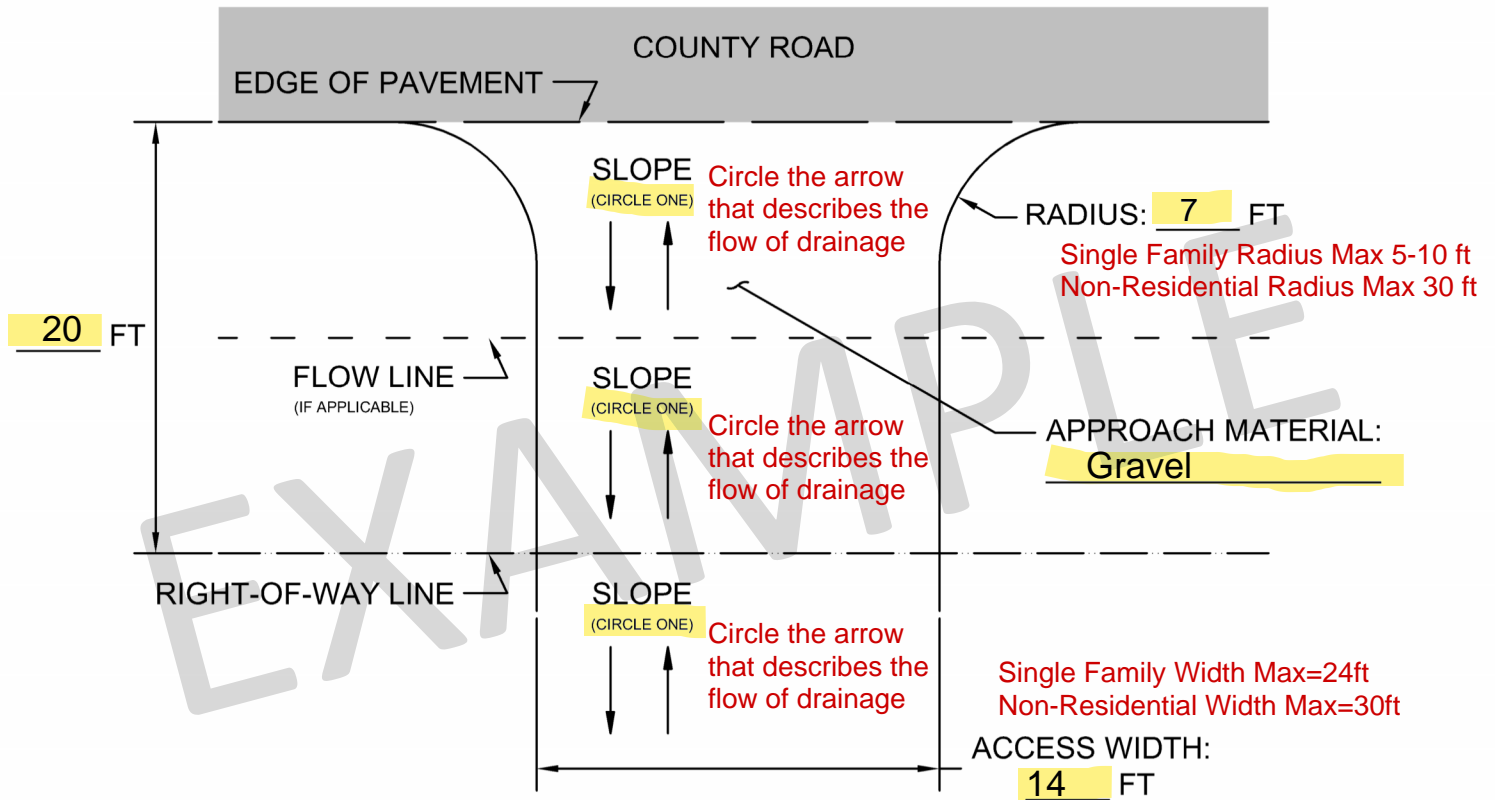 COUNTY ROAD
EDGE OF PAVEMENT
SLOPE
(CIRCLE ONE)
Circle the arrow
that describes the
flow of drainage
RADIUS: 7 FT
Single Family Radius Max 5-10 ft
Non-Residential Radius Max 30 ft
20 FT
FLOW LINE
(IF APPLICABLE)
SLOPE
(CIRCLE ONE)
Circle the arrow
that describes the
flow of drainage
APPROACH MATERIAL:
Gravel
EXAMPLE
RIGHT-OF-WAY LINE
SLOPE
(CIRCLE ONE)
Circle the arrow
that describes the
flow of drainage
Single Family Width Max=24ft
Non-Residential Width Max=30ft
ACCESS WIDTH:
14 FT